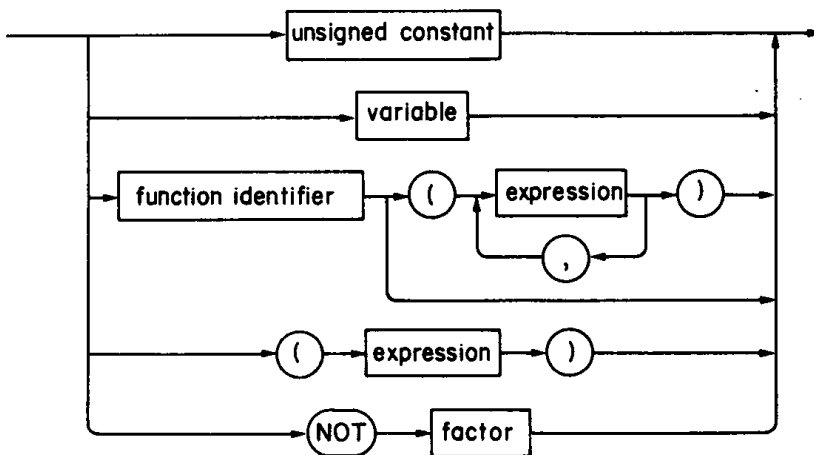 unsigned constant
variable
function identifier ( expression )
,
( expression )
NOT factor